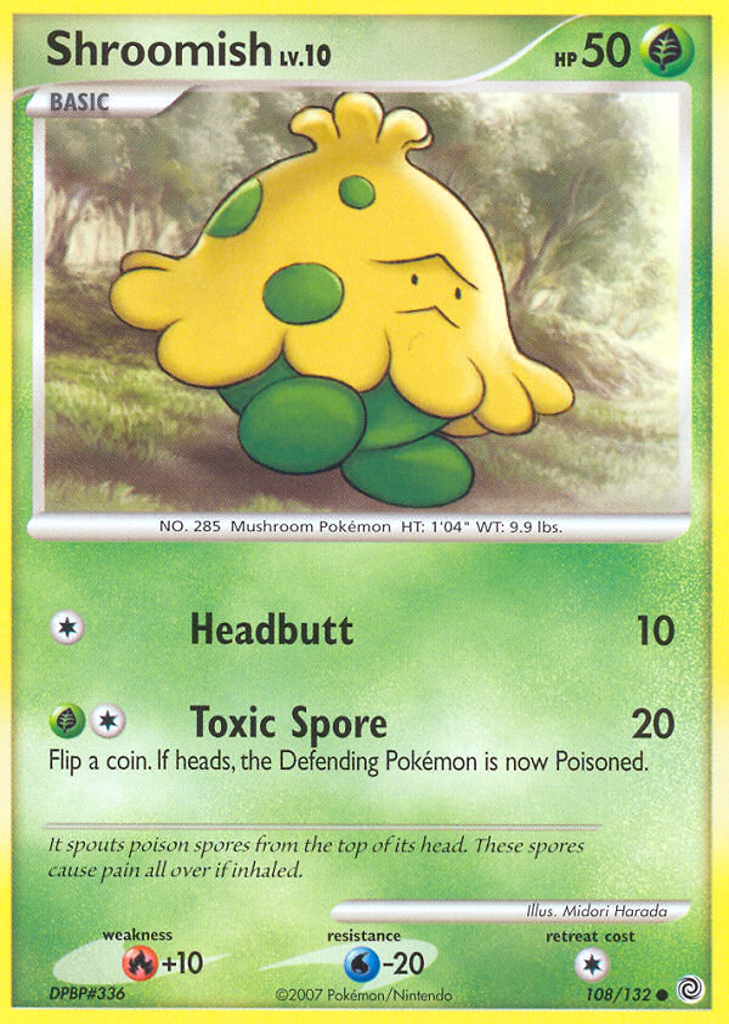 Shroomish LV.10
HP 50
BASIC
NO. 285 Mushroom Pokémon HT: 1'04" WT: 9.9 lbs.
Headbutt 10
Toxic Spore 20
Flip a coin. If heads, the Defending Pokémon is now Poisoned.
It spouts poison spores from the top of its head. These spores
cause pain all over if inhaled.
Illus. Midori Harada
weakness resistance retreat cost
+10 -20
DPBP#336 ©2007 Pokémon/Nintendo 108/132